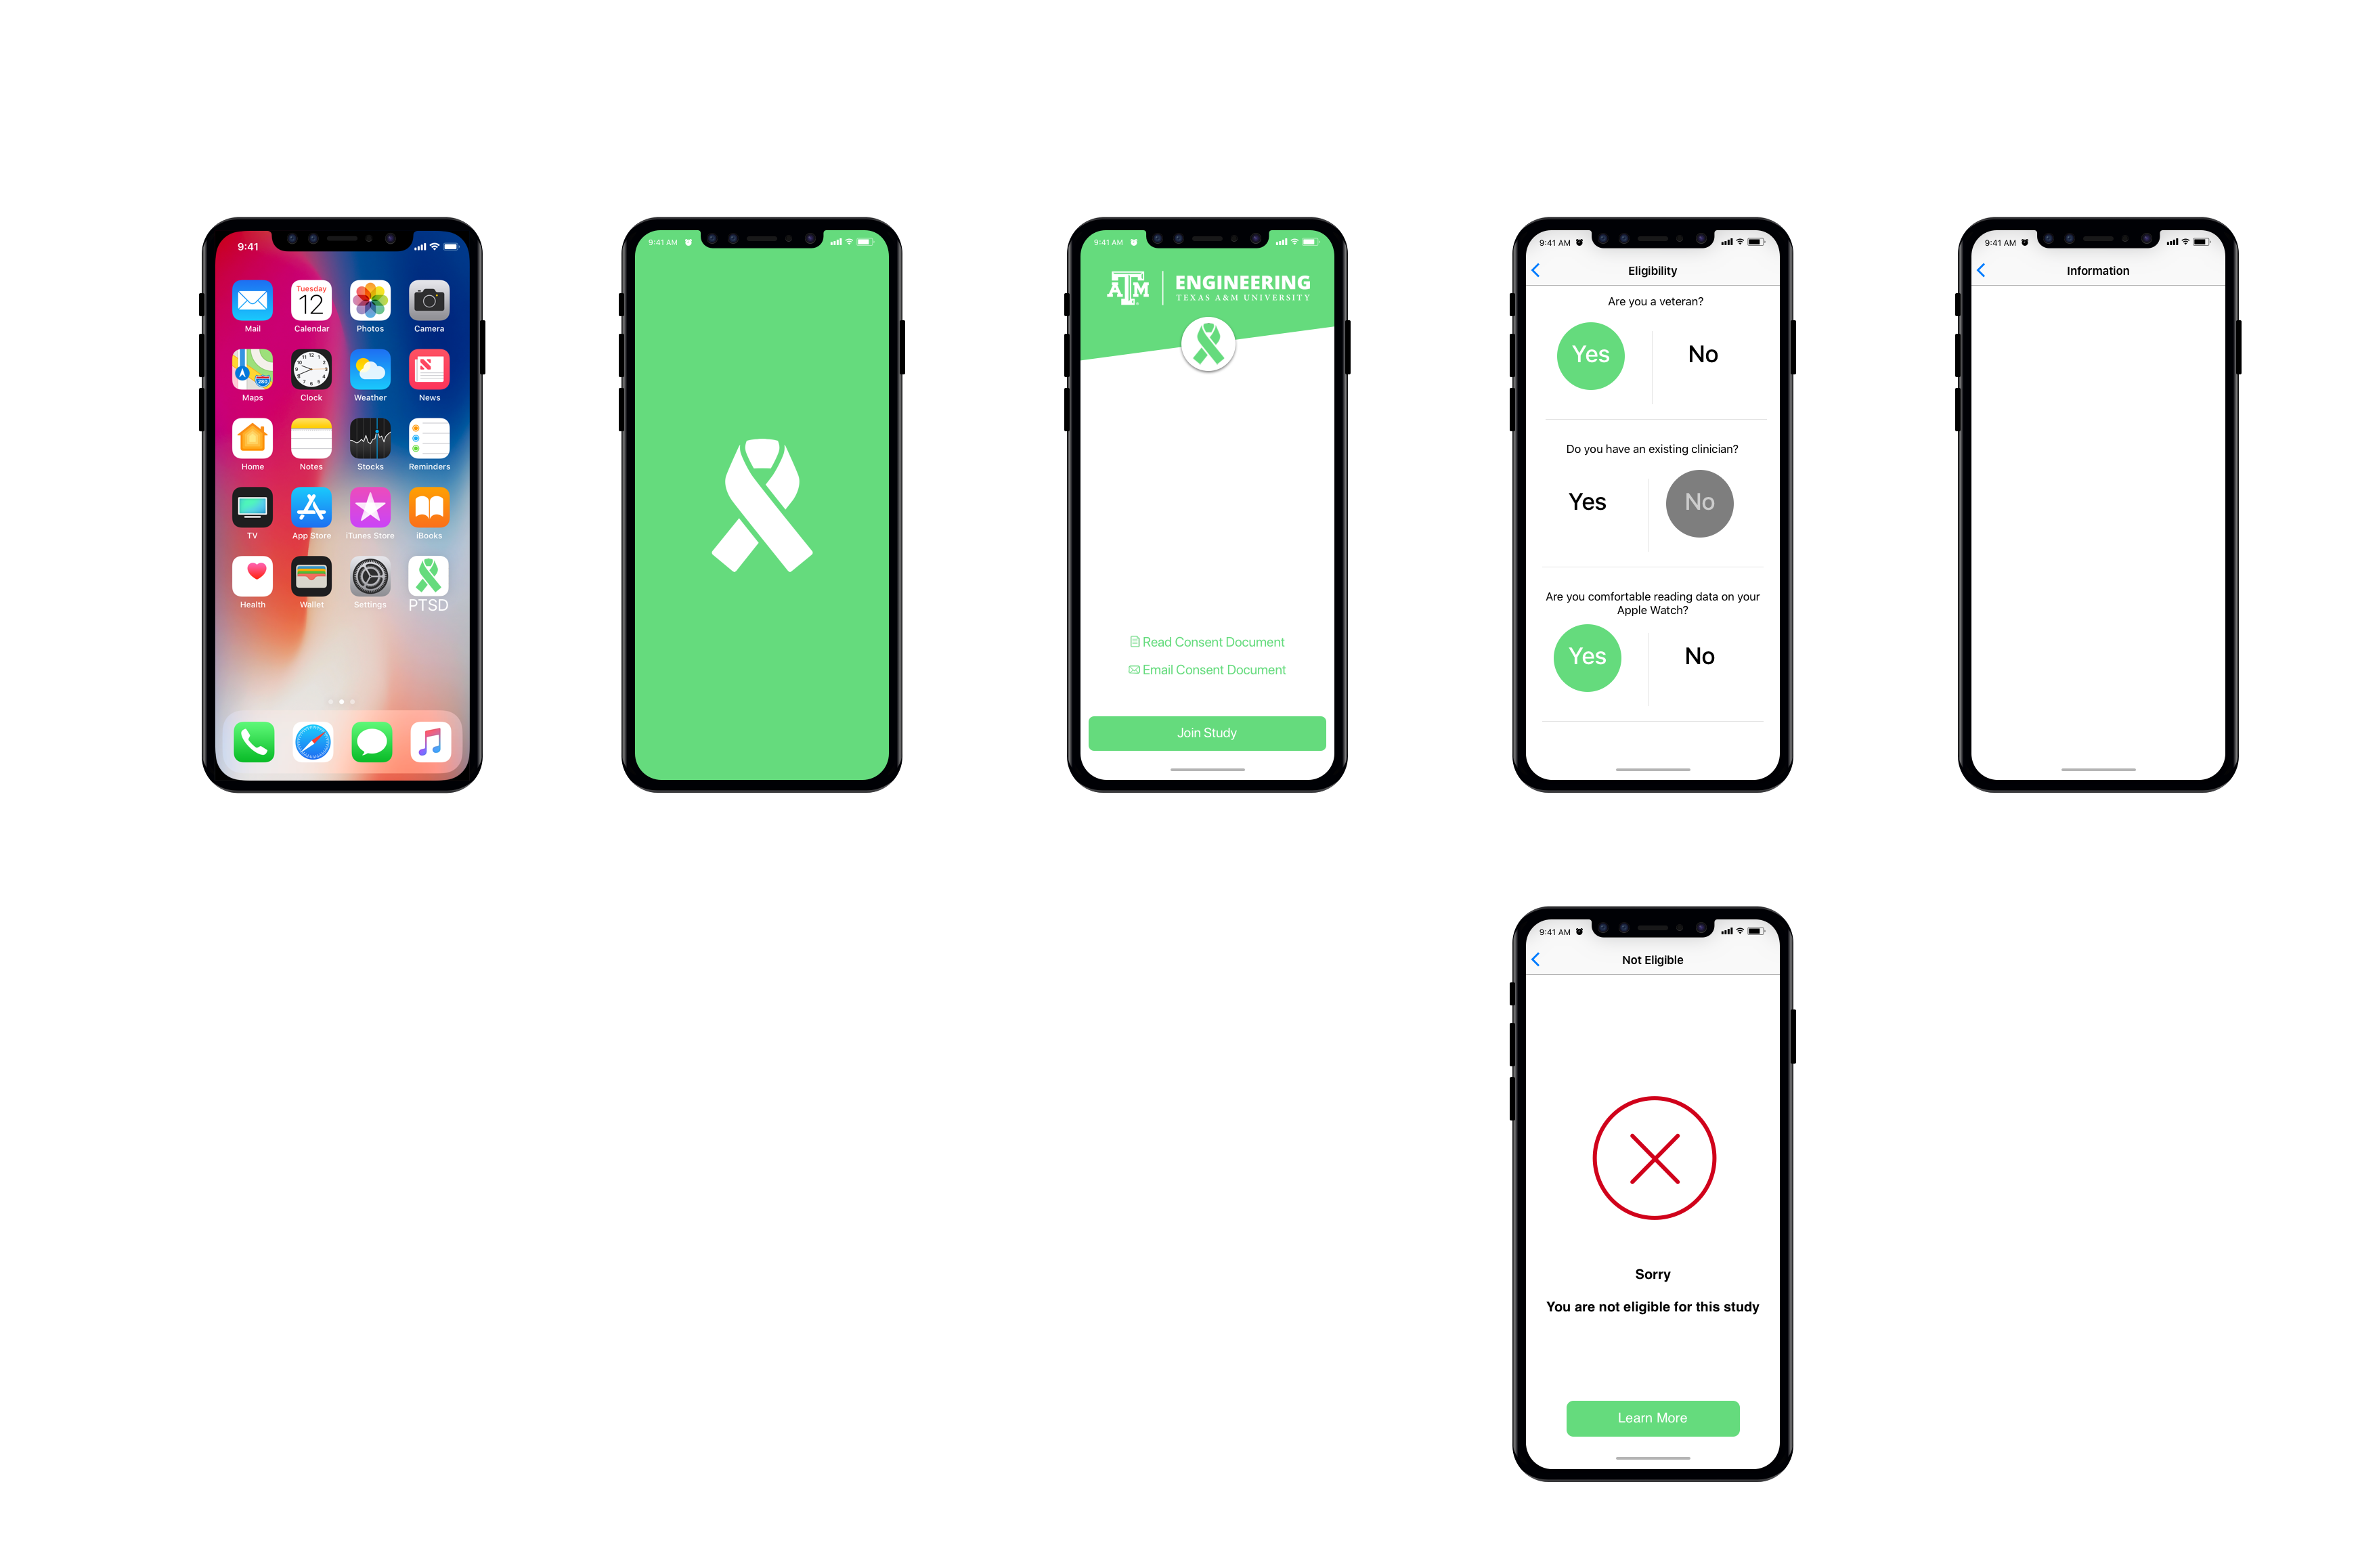 9:41
Tuesday
12
Mail Calendar Photos Camera
Maps Clock Weather News
Home Notes Stocks Reminders
TV App Store iTunes Store iBooks
Health Wallet Settings PTSD
9:41 AM
9:41 AM
ATM ENGINEERING
TEXAS A&M UNIVERSITY
Read Consent Document
Email Consent Document
Join Study
9:41 AM
Eligibility
Are you a veteran?
Yes No
Do you have an existing clinician?
Yes No
Are you comfortable reading data on your
Apple Watch?
Yes No
9:41 AM
Information
9:41 AM
Not Eligible
Sorry
You are not eligible for this study
Learn More